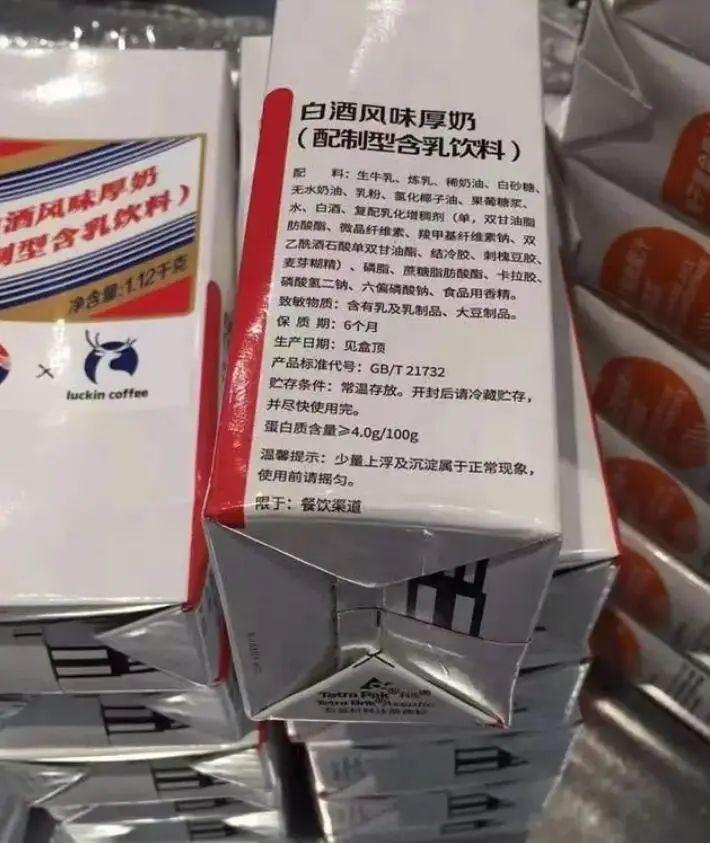 白酒风味厚奶
（配制型含乳饮料）
配 料：生牛乳、炼乳、稀奶油、白砂糖、
无水奶油、乳粉、氢化椰子油、果葡糖浆、
水、白酒、复配乳化增稠剂（单，双甘油脂
肪酸酯、微晶纤维素、羧甲基纤维素钠、双
乙酰酒石酸单双甘油酯、结冷胶、刺槐豆胶、
麦芽糊精）、磷脂、蔗糖脂肪酸酯、卡拉胶、
磷酸氢二钠、六偏磷酸钠、食品用香精。
致敏物质：含有乳及乳制品、大豆制品。
保 质 期：6个月
生产日期：见盒顶
产品标准代号：GB/T 21732
贮存条件：常温存放。开封后请冷藏贮存，
并尽快使用完。
蛋白质含量≥4.0g/100g
温馨提示：少量上浮及沉淀属于正常现象，
使用前请摇匀。
限于：餐饮渠道
酒风味厚奶
制型含乳饮料）
净含量:1.12千克
×
luckin coffee
Tetra Pak
Tetra Brik Aseptic